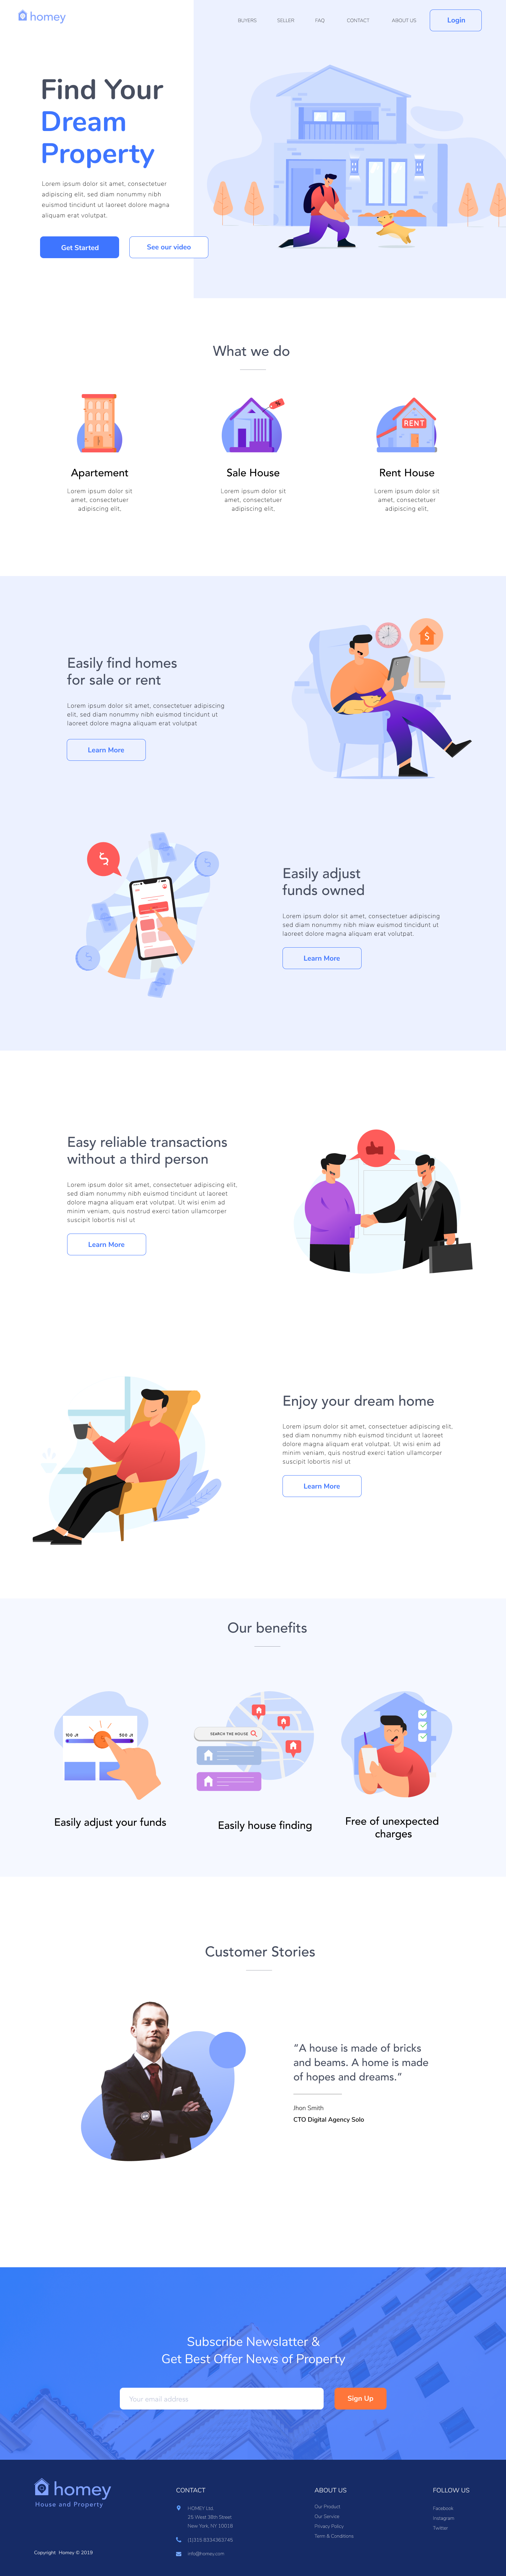 homey
BUYERS SELLER FAQ CONTACT ABOUT US Login
Find Your
Dream
Property
Lorem ipsum dolor sit amet, consectetuer
adipiscing elit, sed diam nonummy nibh
euismod tincidunt ut laoreet dolore magna
aliquam erat volutpat.
Get Started See our video
What we do
%
RENT
Apartement
Lorem ipsum dolor sit
amet, consectetuer
adipiscing elit,
Sale House
Lorem ipsum dolor sit
amet, consectetuer
adipiscing elit,
Rent House
Lorem ipsum dolor sit
amet, consectetuer
adipiscing elit,
Easily find homes
for sale or rent
Lorem ipsum dolor sit amet, consectetuer adipiscing
elit, sed diam nonummy nibh euismod tincidunt ut
laoreet dolore magna aliquam erat volutpat
Learn More
$
Easily adjust
funds owned
Lorem ipsum dolor sit amet, consectetuer adipiscing
sed diam nonummy nibh miaw euismod tincidunt ut
laoreet dolore magna aliquam erat volutpat.
Learn More
Easy reliable transactions
without a third person
Lorem ipsum dolor sit amet, consectetuer adipiscing elit,
sed diam nonummy nibh euismod tincidunt ut laoreet
dolore magna aliquam erat volutpat. Ut wisi enim ad
minim veniam, quis nostrud exerci tation ullamcorper
suscipit lobortis nisl ut
Learn More
Enjoy your dream home
Lorem ipsum dolor sit amet, consectetuer adipiscing elit,
sed diam nonummy nibh euismod tincidunt ut laoreet
dolore magna aliquam erat volutpat. Ut wisi enim ad
minim veniam, quis nostrud exerci tation ullamcorper
suscipit lobortis nisl ut
Learn More
Our benefits
SEARCH THE HOUSE
Easily adjust your funds
Easily house finding
Free of unexpected
charges
Customer Stories
“A house is made of bricks
and beams. A home is made
of hopes and dreams.”
Jhon Smith
CTO Digital Agency Solo
Subscribe Newslatter &
Get Best Offer News of Property
Your email address
Sign Up
homey
House and Property
Copyright Homey © 2019
CONTACT
HOMEY Ltd.
25 West 38th Street
New York, NY 10018
(1)315 8334363745
info@homey.com
ABOUT US
Our Product
Our Service
Privacy Policy
Term & Conditions
FOLLOW US
Facebook
Instagram
Twitter